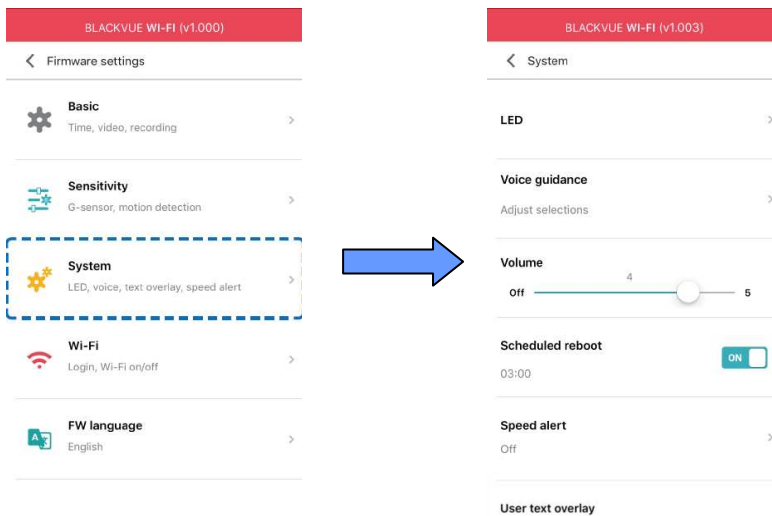 BLACKVUE WI-FI (v1.000)
Firmware settings
Basic
Time, video, recording
Sensitivity
G-sensor, motion detection
System
LED, voice, text overlay, speed alert
Wi-Fi
Login, Wi-Fi on/off
A
FW language
English
BLACKVUE WI-FI (v1.003)
System
LED
Voice guidance
Adjust selections
Volume
4
Off 5
Scheduled reboot
ON
03:00
Speed alert
Off
User text overlay